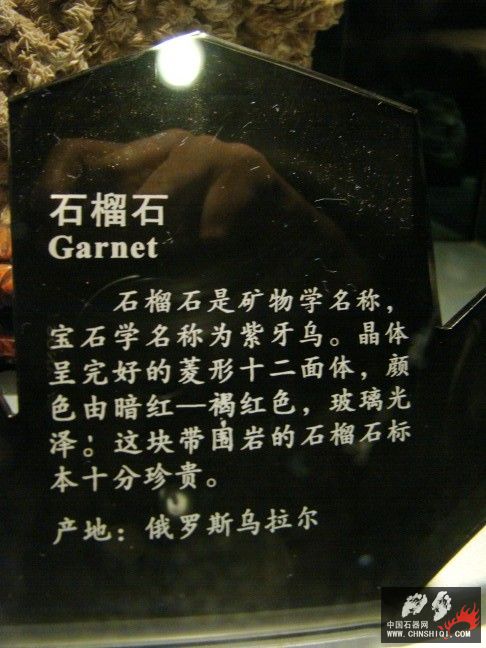 石榴石
Garnet
石榴石是矿物学名称，
宝石学名称为紫牙乌。晶体
呈完好的菱形十二面体，颜
色由暗红—褐红色，玻璃光
泽。这块带围岩的石榴石标
本十分珍贵。
产地：俄罗斯乌拉尔
中国石器网
WWW.CHNSHIQI.COM